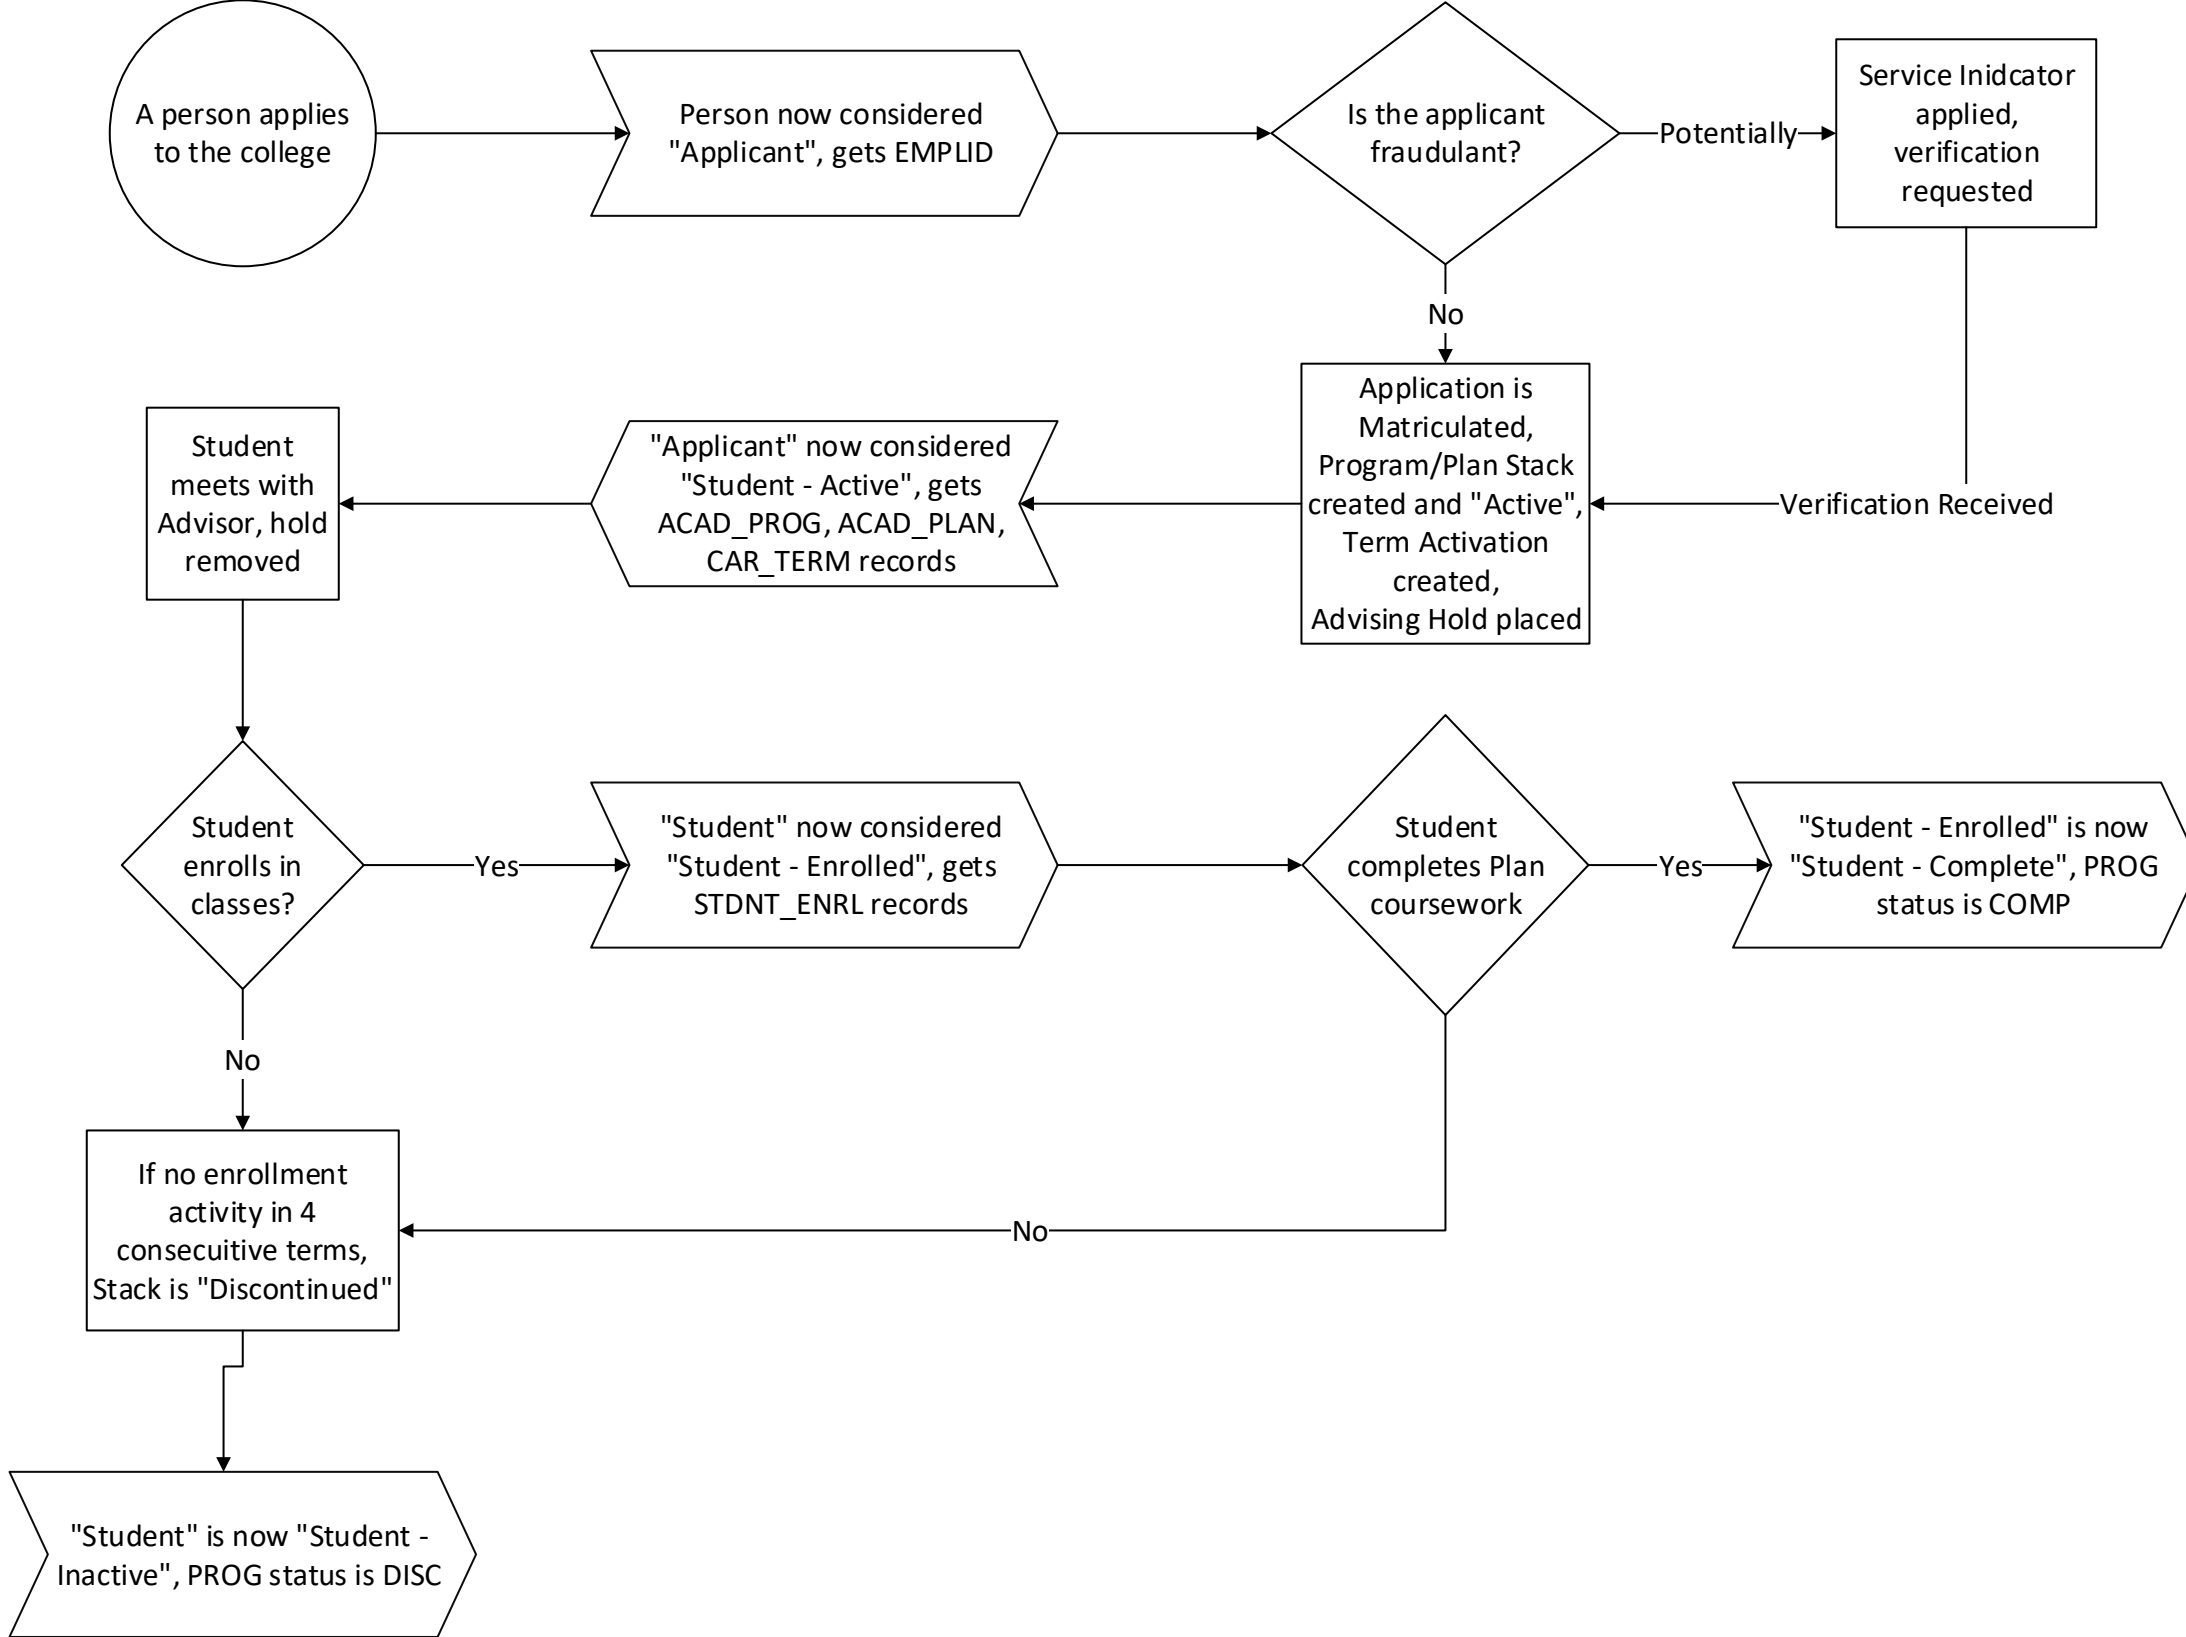 A person applies
to the college
Person now considered
"Applicant", gets EMPLID
Is the applicant
fraudulant?
Potentially
Service Inidcator
applied,
verification
requested
No
Verification Received
Application is
Matriculated,
Program/Plan Stack
created and "Active",
Term Activation
created,
Advising Hold placed
"Applicant" now considered
"Student - Active", gets
ACAD_PROG, ACAD_PLAN,
CAR_TERM records
Student
meets with
Advisor, hold
removed
Student
enrolls in
classes?
Yes
"Student" now considered
"Student - Enrolled", gets
STDNT_ENRL records
Student
completes Plan
coursework
Yes
"Student - Enrolled" is now
"Student - Complete", PROG
status is COMP
No
No
If no enrollment
activity in 4
consecuitive terms,
Stack is "Discontinued"
"Student" is now "Student -
Inactive", PROG status is DISC